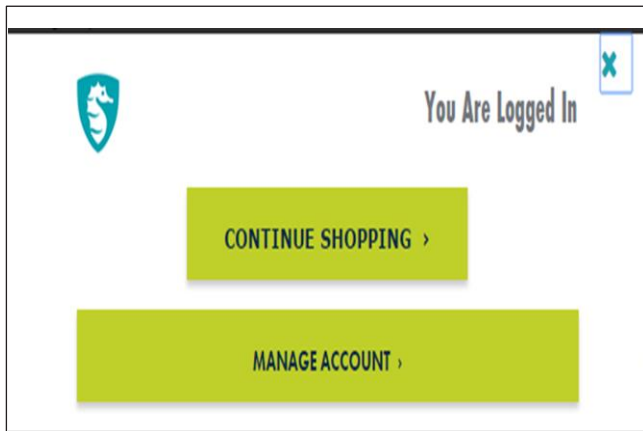 You Are Logged In
CONTINUE SHOPPING ›
MANAGE ACCOUNT ›